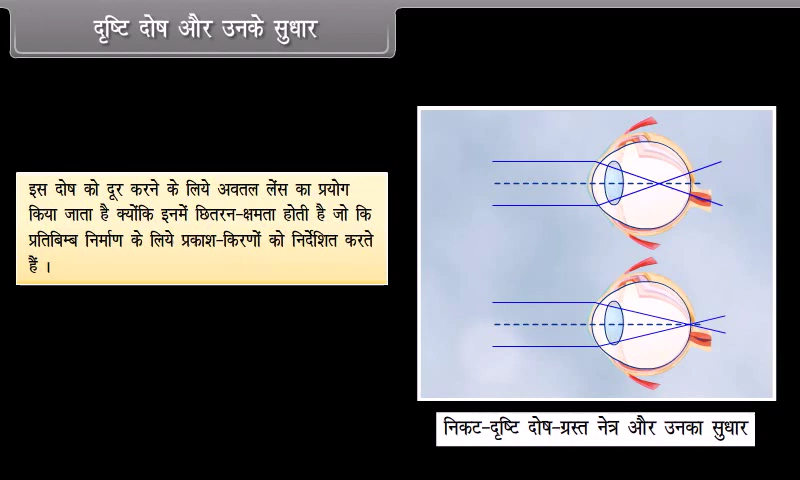 दृष्टि दोष और उनके सुधार
इस दोष को दूर करने के लिये अवतल लेंस का प्रयोग
किया जाता है क्योंकि इनमें छितरन-क्षमता होती है जो कि
प्रतिबिम्ब निर्माण के लिये प्रकाश-किरणों को निर्देशित करते
हैं ।
निकट-दृष्टि दोष-ग्रस्त नेत्र और उनका सुधार